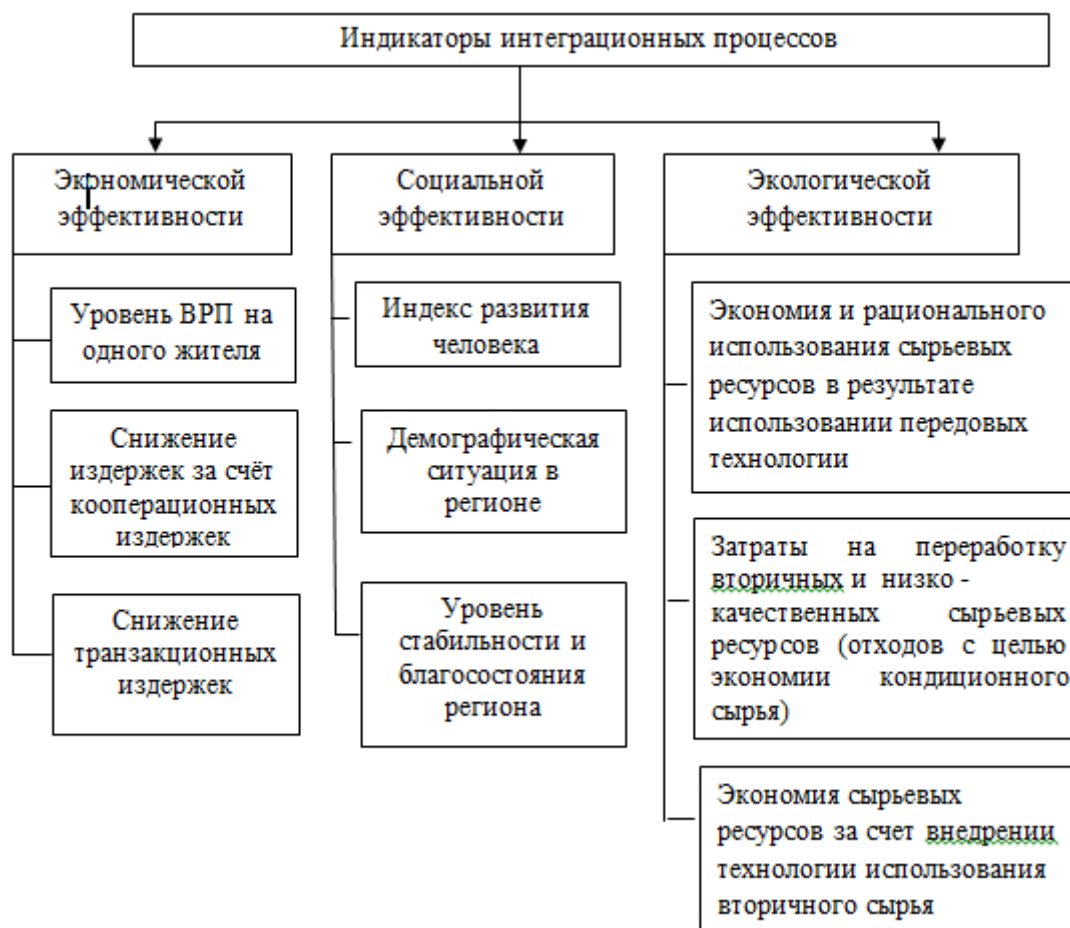 Индикаторы интеграционных процессов
Экономической
эффективности
Уровень ВРП на
одного жителя
Снижение
издержек за счёт
кооперационных
издержек
Снижение
транзакционных
издержек
Социальной
эффективности
Индекс развития
человека
Демографическая
ситуация в
регионе
Уровень
стабильности и
благосостояния
региона
Экологической
эффективности
Экономия и рационального
использования сырьевых
ресурсов в результате
использовании передовых
технологии
Затраты на переработку
вторичных и низко -
качественных сырьевых
ресурсов (отходов с целью
экономии кондиционного
сырья)
Экономия сырьевых
ресурсов за счет внедрении
технологии использования
вторичного сырья